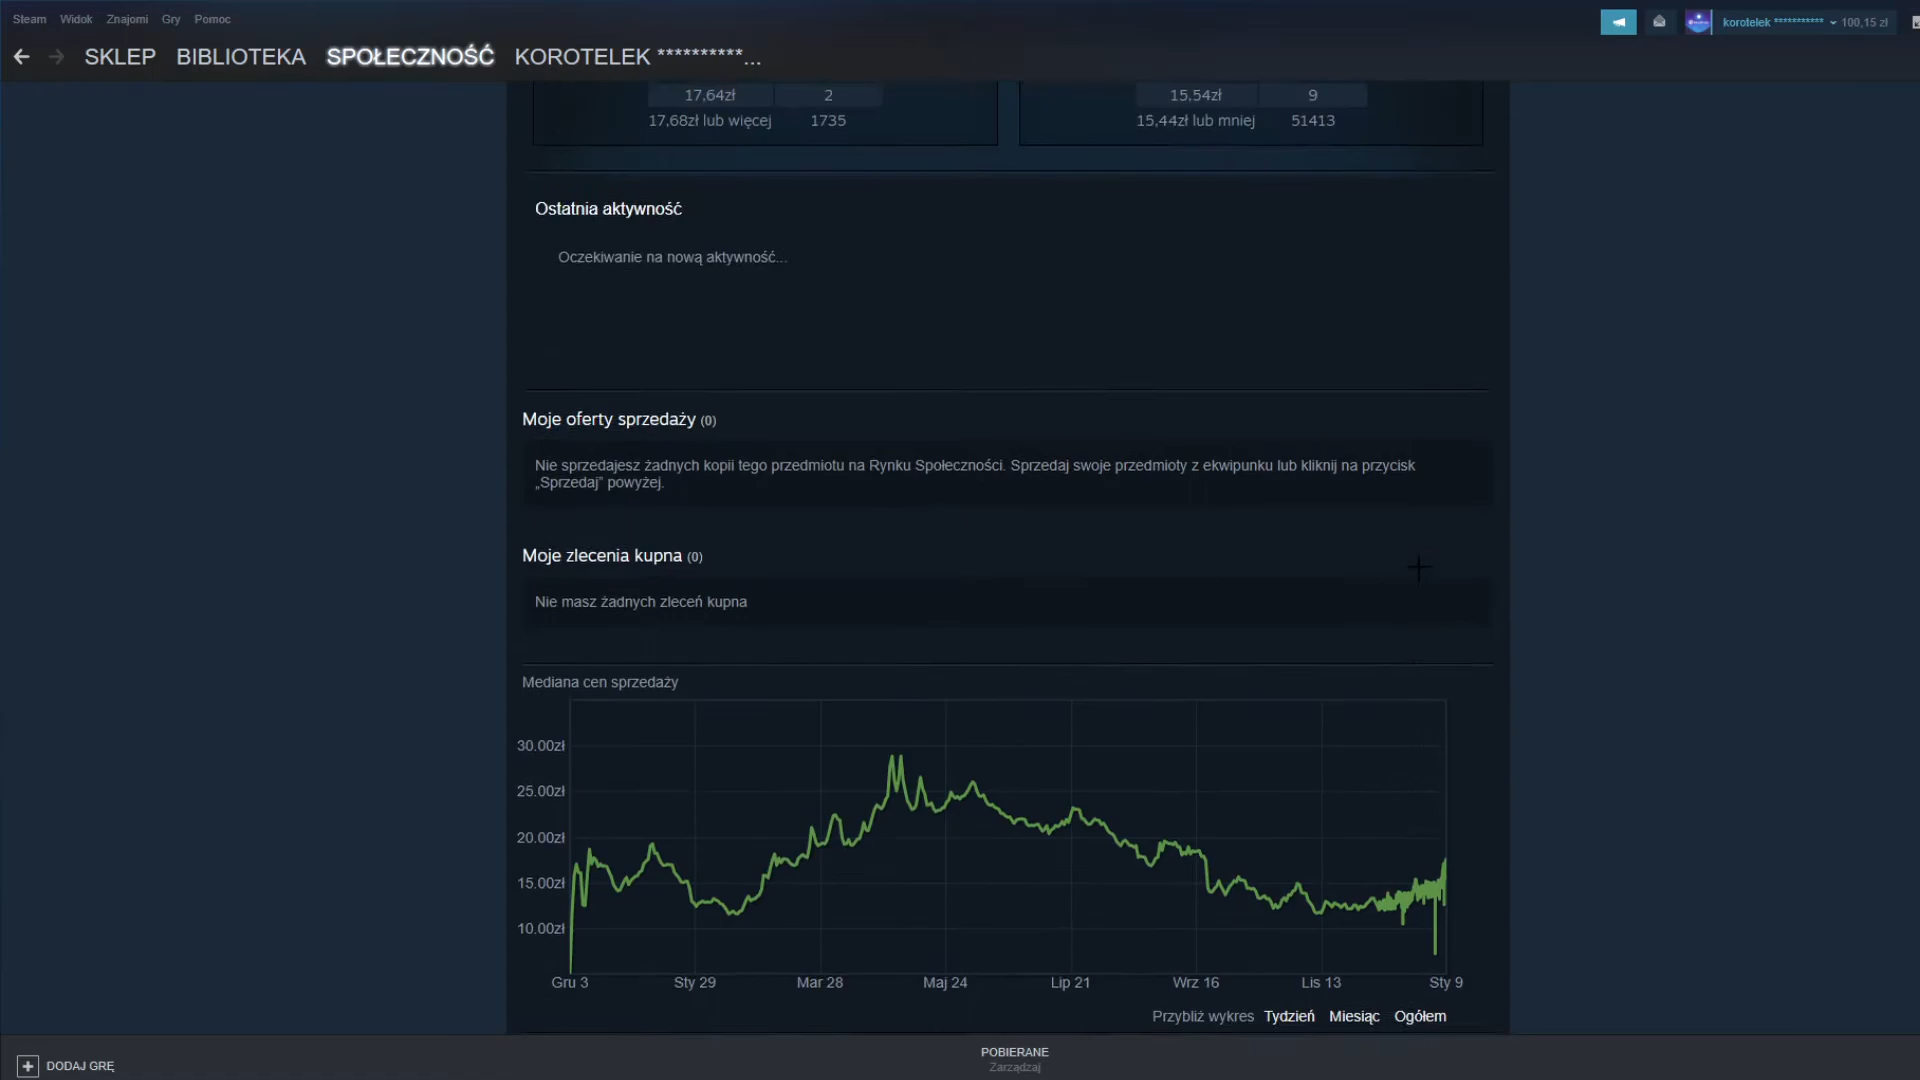 Steam Widok Znajomi Gry Pomoc
korotelek *********** 100,15 zł
SKLEP BIBLIOTEKA SPOŁECZNOŚĆ KOROTELEK **********...
17,64zł 2 15,54zł 9
17,68zł lub więcej 1735 15,44zł lub mniej 51413
Ostatnia aktywność
Oczekiwanie na nową aktywność...
Moje oferty sprzedaży (0)
Nie sprzedajesz żadnych kopii tego przedmiotu na Rynku Społeczności. Sprzedaj swoje przedmioty z ekwipunku lub kliknij na przycisk
„Sprzedaj” powyżej.
Moje zlecenia kupna (0)
Nie masz żadnych zleceń kupna
Mediana cen sprzedaży
30.00zł
25.00zł
20.00zł
15.00zł
10.00zł
Gru 3 Sty 29 Mar 28 Maj 24 Lip 21 Wrz 16 Lis 13 Sty 9
Przybliż wykres Tydzień Miesiąc Ogółem
POBIERANE
DODAJ GRĘ
Zarządzaj